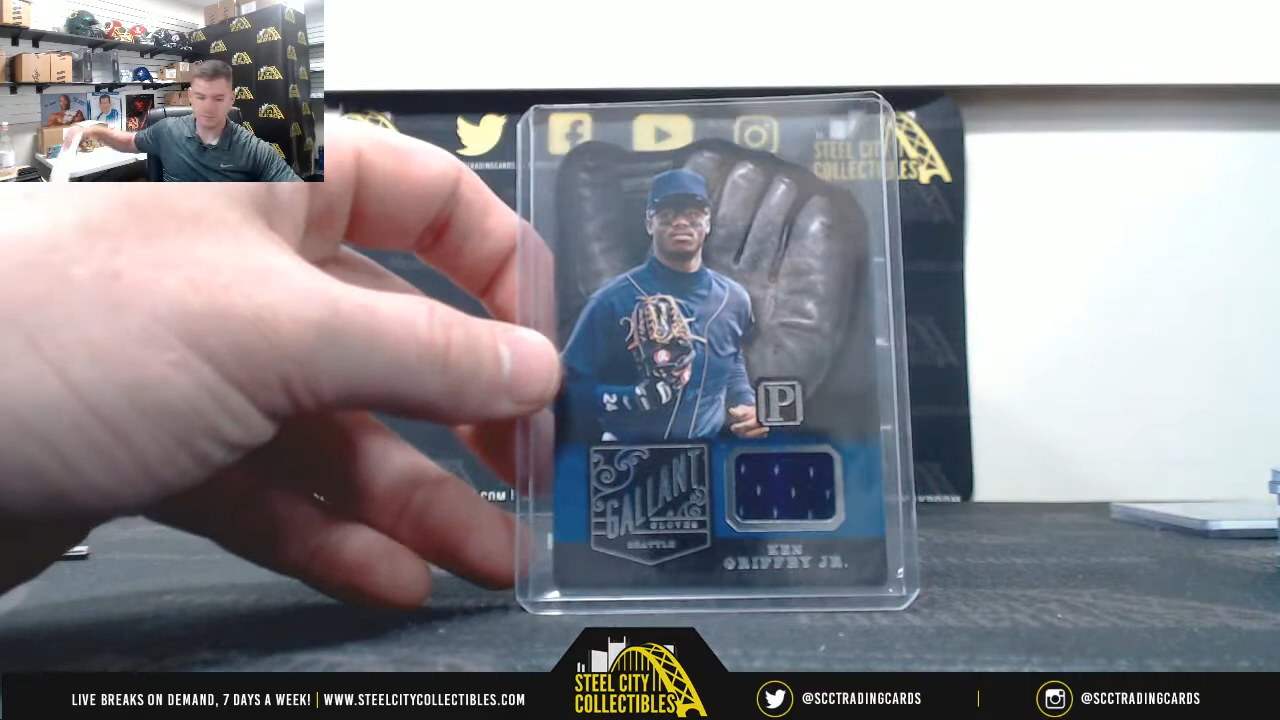 STEEL CITY
COLLECTIBLES
24
P
GALLANT
GLOVES
SEATTLE
KEN
GRIFFEY JR.
LIVE BREAKS ON DEMAND, 7 DAYS A WEEK! | WWW.STEELCITYCOLLECTIBLES.COM
STEEL CITY
COLLECTIBLES
@SCCTRADINGCARDS
@SCCTRADINGCARDS